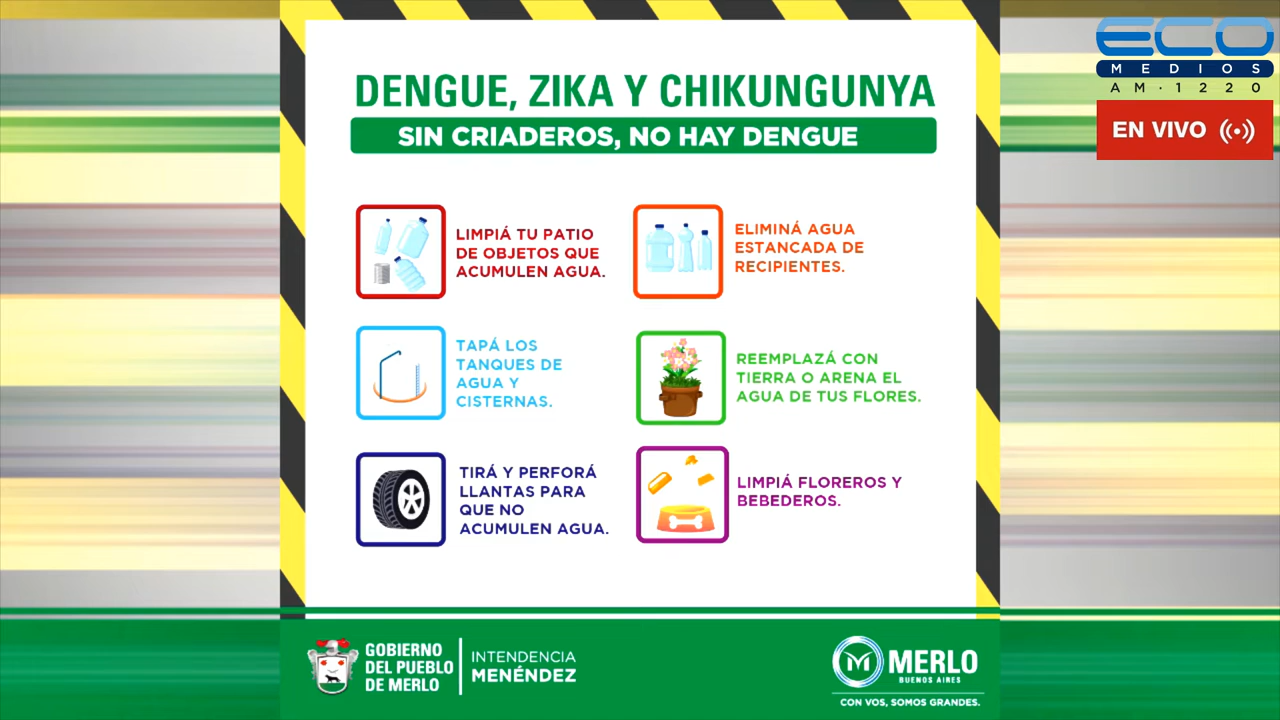 ECO
MEDIOS
AM·1220
EN VIVO
DENGUE, ZIKA Y CHIKUNGUNYA
SIN CRIADEROS, NO HAY DENGUE
LIMPIÁ TU PATIO
DE OBJETOS QUE
ACUMULEN AGUA.
ELIMINÁ AGUA
ESTANCADA DE
RECIPIENTES.
TAPÁ LOS
TANQUES DE
AGUA Y
CISTERNAS.
REEMPLAZÁ CON
TIERRA O ARENA EL
AGUA DE TUS FLORES.
TIRÁ Y PERFORÁ
LLANTAS PARA
QUE NO
ACUMULEN AGUA.
LIMPIÁ FLOREROS Y
BEBEDEROS.
GOBIERNO
DEL PUEBLO
DE MERLO
INTENDENCIA
MENÉNDEZ
M MERLO
BUENOS AIRES
CON VOS, SOMOS GRANDES.